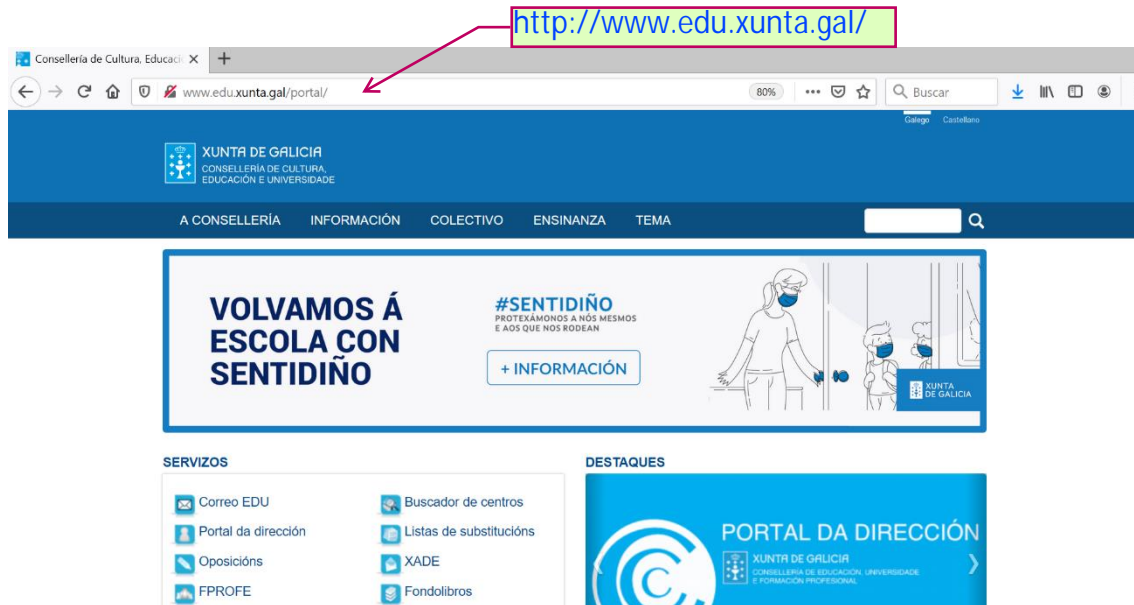 http://www.edu.xunta.gal/
Consellería de Cultura, Educació
www.edu.xunta.gal/portal/
80%
Buscar
Galego Castellano
XUNTA DE GALICIA
CONSELLERÍA DE CULTURA,
EDUCACIÓN E UNIVERSIDADE
A CONSELLERÍA INFORMACIÓN COLECTIVO ENSINANZA TEMA
VOLVAMOS Á
ESCOLA CON
SENTIDIÑO
#SENTIDIÑO
PROTEXÁMONOS A NÓS MESMOS
E AOS QUE NOS RODEAN
+ INFORMACIÓN
XUNTA
DE GALICIA
SERVIZOS
Correo EDU
Buscador de centros
Portal da dirección
Listas de substitucións
Oposicións
XADE
FPROFE
Fondolibros
DESTAQUES
PORTAL DA DIRECCIÓN
XUNTA DE GALICIA
CONSELLERÍA DE EDUCACIÓN, UNIVERSIDADE
E FORMACIÓN PROFESIONAL